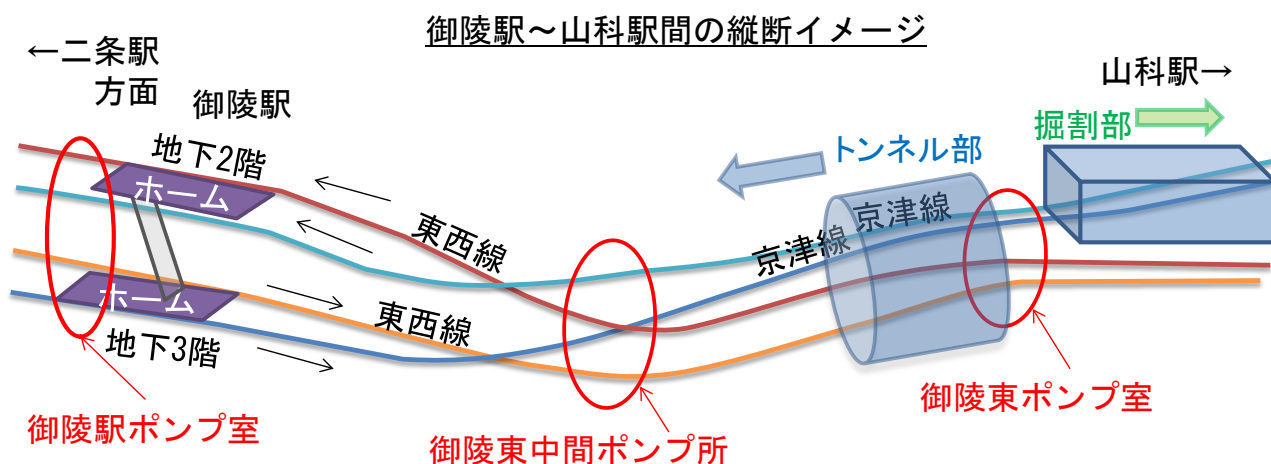 御陵駅～山科駅間の縦断イメージ
←二条駅
方面
御陵駅
山科駅→
掘割部
トンネル部
地下2階
ホーム
東西線
京津線
京津線
ホーム
東西線
地下3階
御陵駅ポンプ室
御陵東中間ポンプ所
御陵東ポンプ室